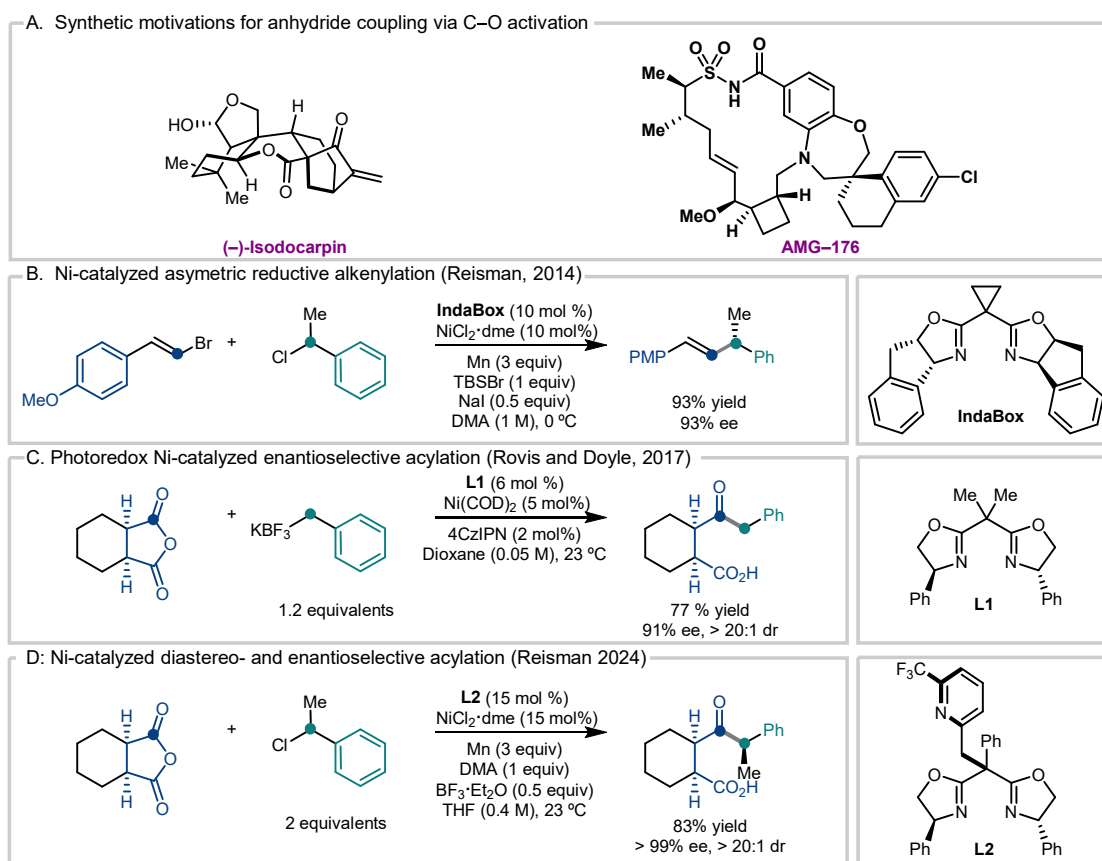 A. Synthetic motivations for anhydride coupling via C–O activation
O
HO
H
O
O
O
H
Me
Me
(–)-Isodocarpin
O
O
S
O
Me
N
H
Me
O
N
Cl
MeO
H
H
AMG–176
B. Ni-catalyzed asymetric reductive alkenylation (Reisman, 2014)
MeO
Br
+
Me
Cl
IndaBox (10 mol %)
NiCl2·dme (10 mol%)
Mn (3 equiv)
TBSBr (1 equiv)
NaI (0.5 equiv)
DMA (1 M), 0 ºC
Me
PMP
Ph
93% yield
93% ee
O
O
N
N
IndaBox
C. Photoredox Ni-catalyzed enantioselective acylation (Rovis and Doyle, 2017)
H
O
O
H
O
+
KBF3
1.2 equivalents
L1 (6 mol %)
Ni(COD)2 (5 mol%)
4CzIPN (2 mol%)
Dioxane (0.05 M), 23 ºC
H
O
Ph
H
CO2H
77 % yield
91% ee, > 20:1 dr
Me
Me
O
O
N
N
Ph
Ph
L1
D: Ni-catalyzed diastereo- and enantioselective acylation (Reisman 2024)
H
O
O
H
O
+
Me
Cl
2 equivalents
L2 (15 mol %)
NiCl2·dme (15 mol%)
Mn (3 equiv)
DMA (1 equiv)
BF3·Et2O (0.5 equiv)
THF (0.4 M), 23 ºC
H
O
Ph
Me
H
CO2H
83% yield
> 99% ee, > 20:1 dr
F3C
N
Ph
O
O
N
N
Ph
Ph
L2